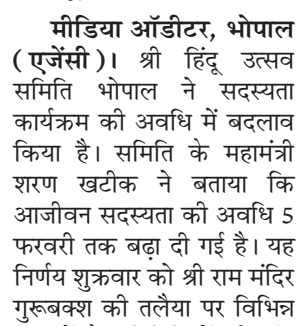 मीडिया ऑडीटर, भोपाल
(एजेंसी)। श्री हिंदू उत्सव
समिति भोपाल ने सदस्यता
कार्यक्रम की अवधि में बदलाव
किया है। समिति के महामंत्री
शरण खटीक ने बताया कि
आजीवन सदस्यता की अवधि 5
फरवरी तक बढ़ा दी गई है। यह
निर्णय शुक्रवार को श्री राम मंदिर
गुरूबक्श की तलैया पर विभिन्न